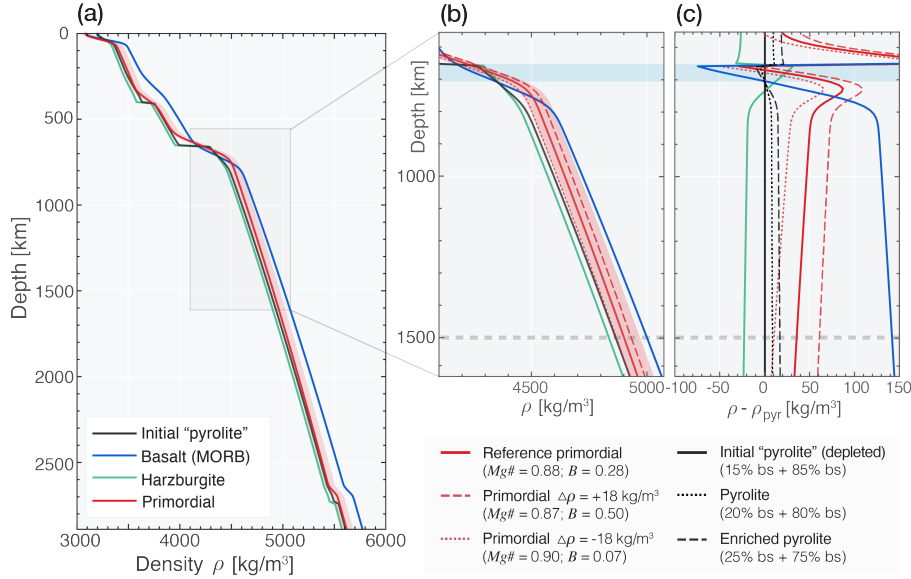 (a)
(b)
(c)
0
500
1000
1500
2000
2500
Depth [km]
3000
4000
5000
6000
Density ρ [kg/m³]
Initial “pyrolite”
Basalt (MORB)
Harzburgite
Primordial
Depth [km]
1000
1500
4500
5000
ρ [kg/m³]
-100
-50
0
50
100
150
ρ - ρpyr [kg/m³]
Reference primordial
(Mg# = 0.88; B = 0.28)
Primordial △ρ = +18 kg/m³
(Mg# = 0.87; B = 0.50)
Primordial △ρ = -18 kg/m³
(Mg# = 0.90; B = 0.07)
Initial “pyrolite” (depleted)
(15% bs + 85% bs)
Pyrolite
(20% bs + 80% bs)
Enriched pyrolite
(25% bs + 75% bs)